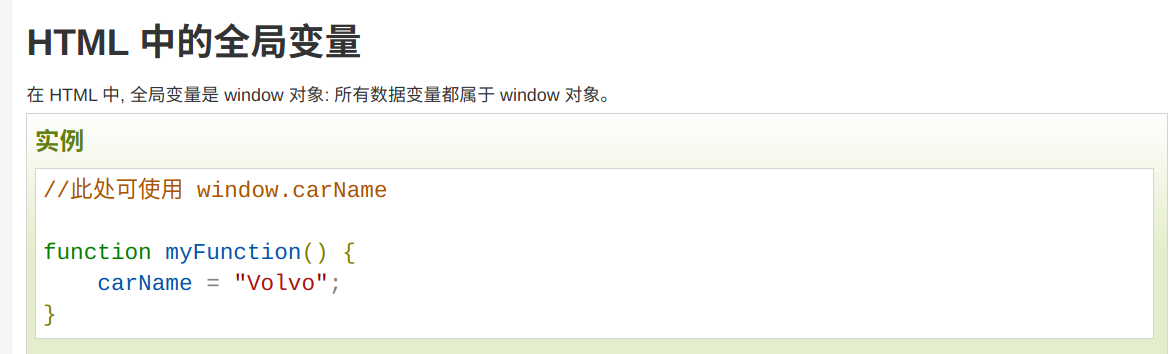 HTML 中的全局变量
在 HTML 中, 全局变量是 window 对象: 所有数据变量都属于 window 对象。
实例
//此处可使用 window.carName
function myFunction() {
    carName = "Volvo";
}